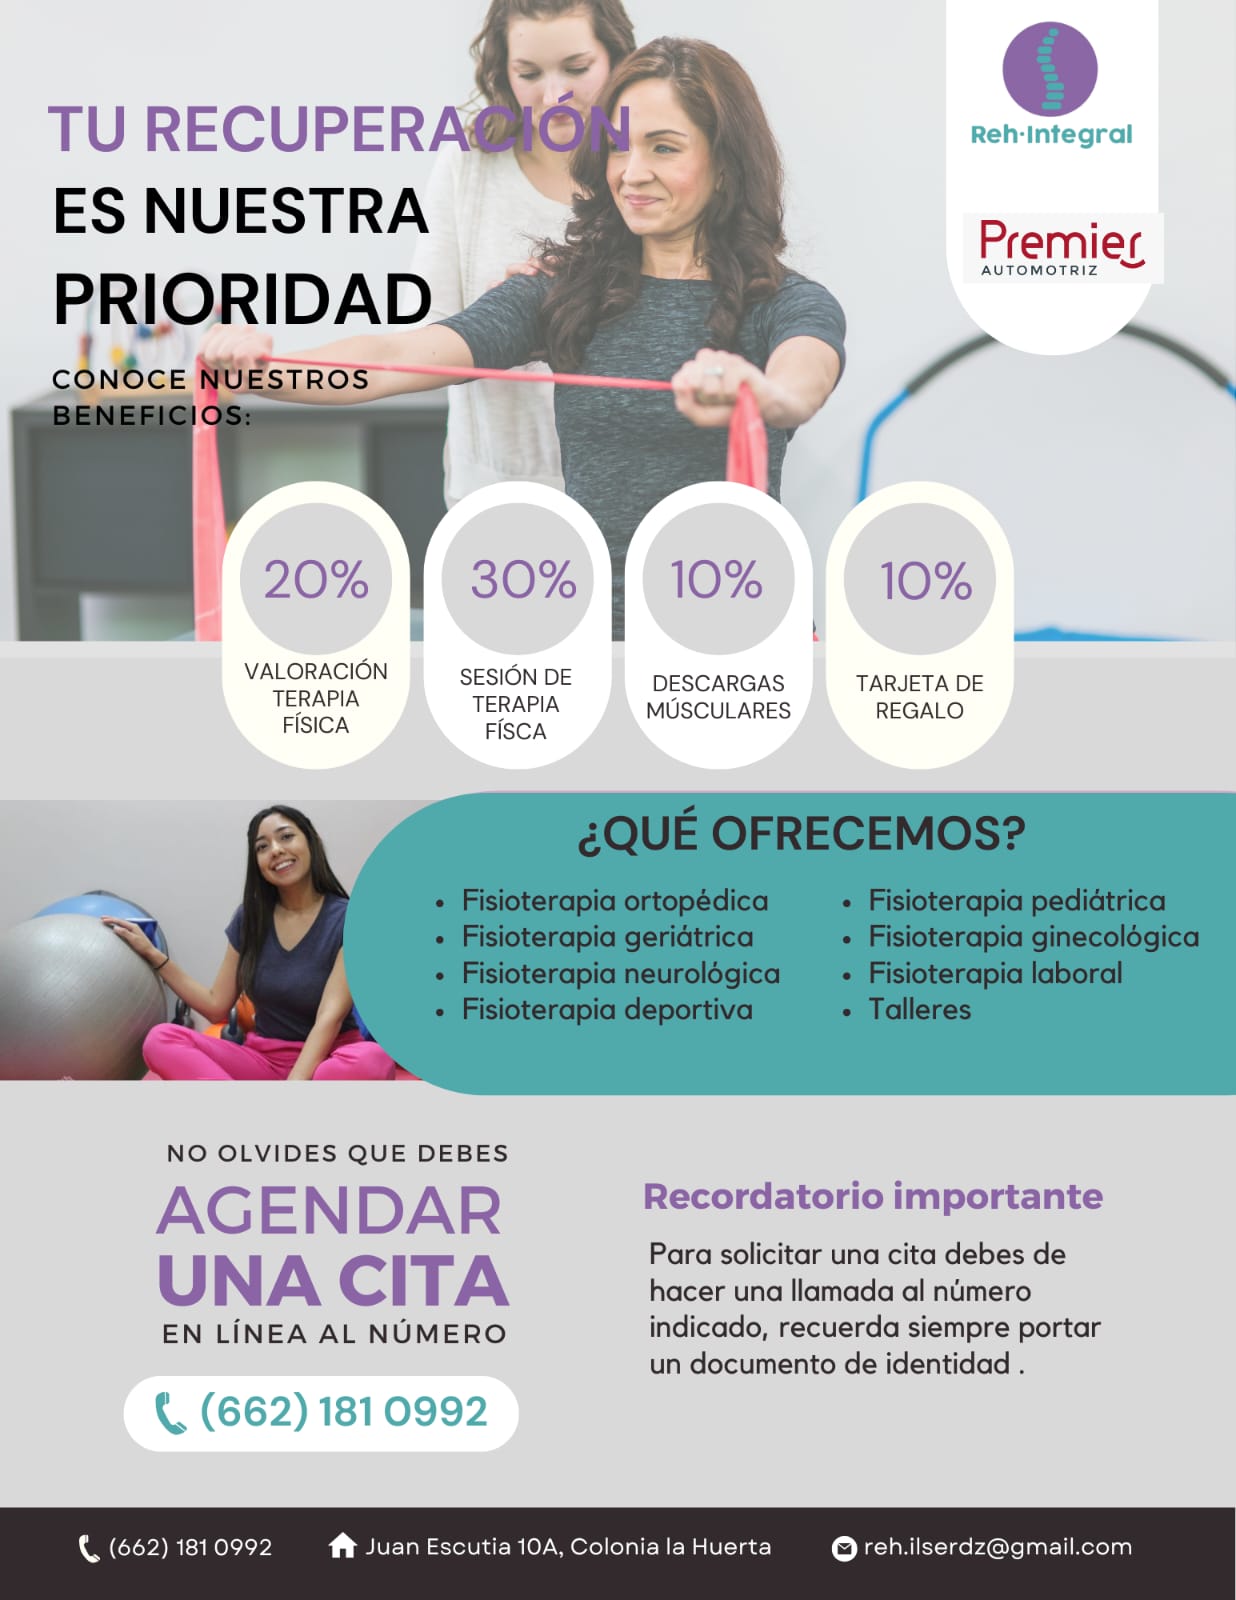 TU RECUPERACIÓN
ES NUESTRA
PRIORIDAD
CONOCE NUESTROS
BENEFICIOS:
Reh·Integral
Premier
AUTOMOTRIZ
20%
VALORACIÓN
TERAPIA
FÍSICA
30%
SESIÓN DE
TERAPIA
FÍSCA
10%
DESCARGAS
MÚSCULARES
10%
TARJETA DE
REGALO
¿QUÉ OFRECEMOS?
• Fisioterapia ortopédica
• Fisioterapia geriátrica
• Fisioterapia neurológica
• Fisioterapia deportiva
• Fisioterapia pediátrica
• Fisioterapia ginecológica
• Fisioterapia laboral
• Talleres
NO OLVIDES QUE DEBES
AGENDAR
UNA CITA
EN LÍNEA AL NÚMERO
(662) 181 0992
Recordatorio importante
Para solicitar una cita debes de
hacer una llamada al número
indicado, recuerda siempre portar
un documento de identidad .
(662) 181 0992
Juan Escutia 10A, Colonia la Huerta
reh.ilserdz@gmail.com